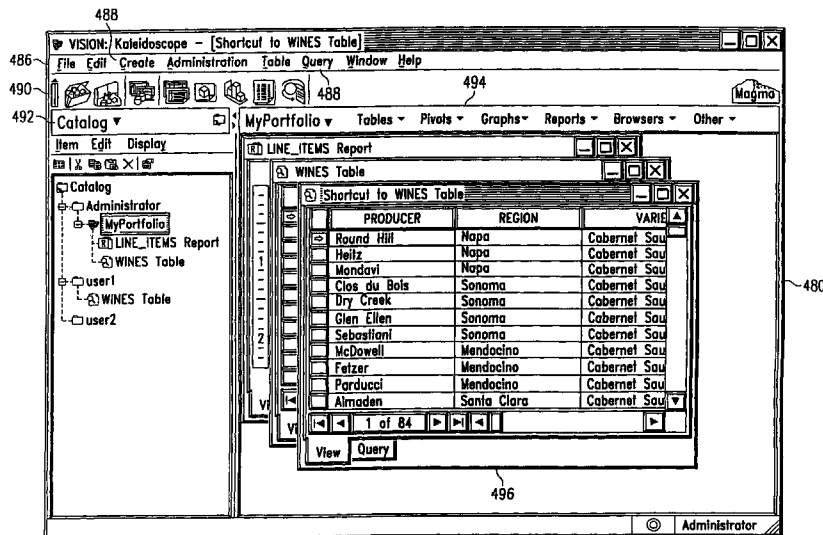 488
VISION: Kaleidoscope – [Shortcut to WINES Table]
486
File Edit Create Administration Table Query Window Help
490
488
494
Magma
492
Catalog
MyPortfolio Tables Pivots Graphs Reports Browsers Other
Item Edit Display
Catalog
Administrator
MyPortfolio
LINE_ITEMS Report
WINES Table
user1
WINES Table
user2
LINE_ITEMS Report
WINES Table
Shortcut to WINES Table
PRODUCER REGION VARIE
Round Hill Napa Cabernet Sau
Heitz Napa Cabernet Sau
Mondavi Napa Cabernet Sau
Clos du Bois Sonoma Cabernet Sau
Dry Creek Sonoma Cabernet Sau
Glen Ellen Sonoma Cabernet Sau
Sebastiani Sonoma Cabernet Sau
McDowell Mendocino Cabernet Sau
Fetzer Mendocino Cabernet Sau
Parducci Mendocino Cabernet Sau
Almaden Santa Clara Cabernet Sau
1
2
480
1 of 84
Vi
Vi
View Query
496
Administrator